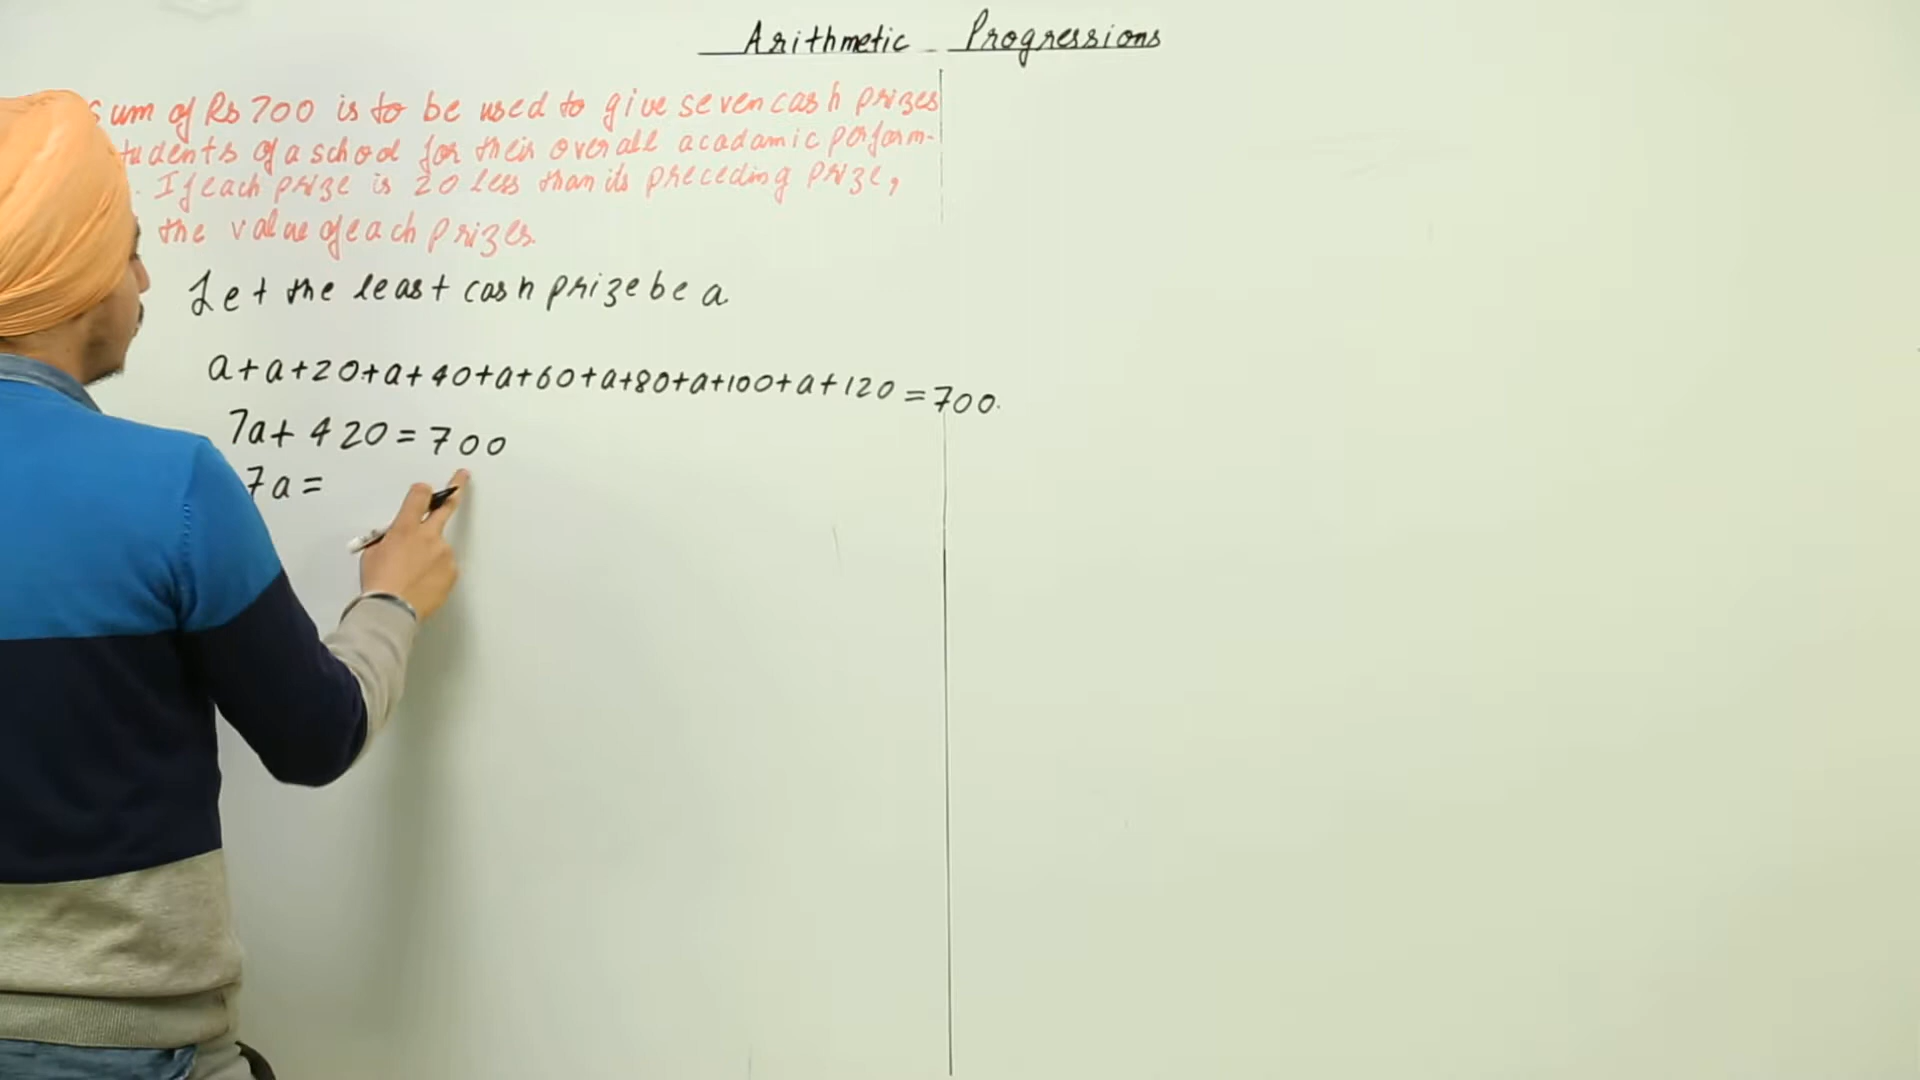 Arithmetic Progressions
sum of Rs 700 is to be used to give seven cash prizes
students of a school for their overall acadamic perform-
. If each prize is 20 less than its preceding prize,
the value of each prizes.
Let the least cash prize be a
a+a+20+a+40+a+60+a+80+a+100+a+120=700.
7a+420=700
7a=